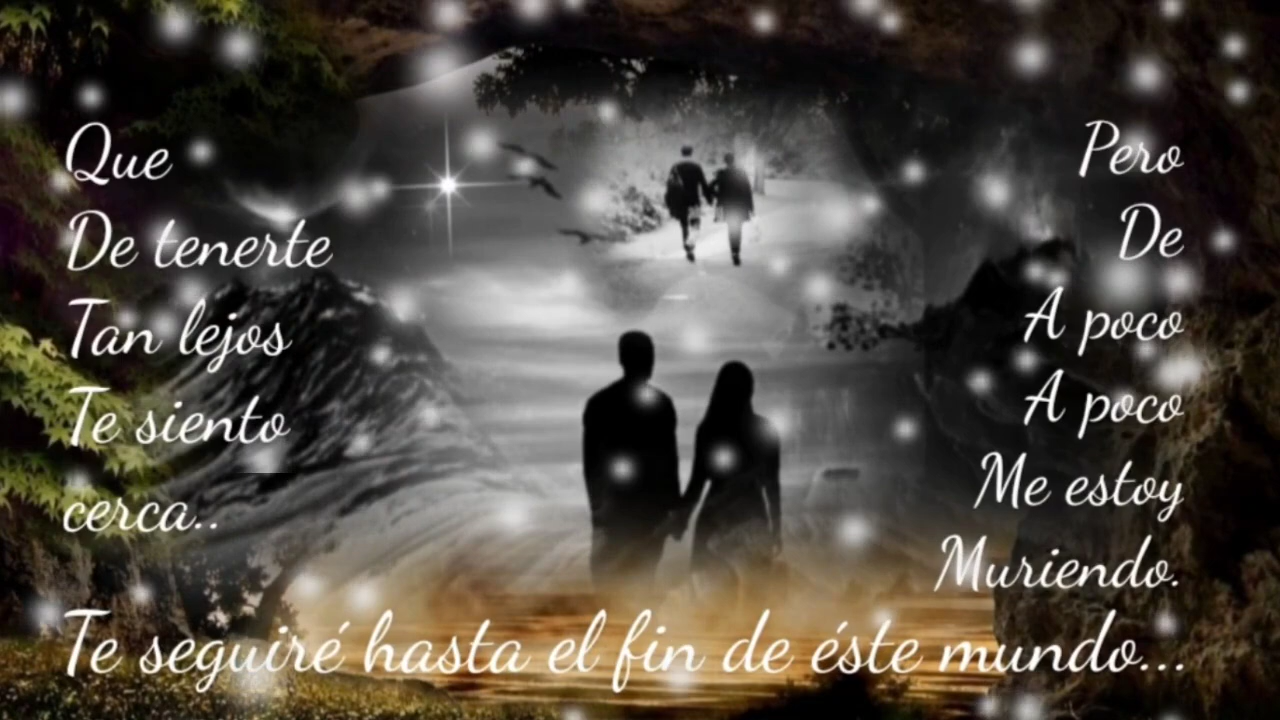 Que
De tenerte
Tan lejos
Te siento
cerca..
Pero
De
A poco
A poco
Me estoy
Muriendo.
Te seguiré hasta el fin de éste mundo...